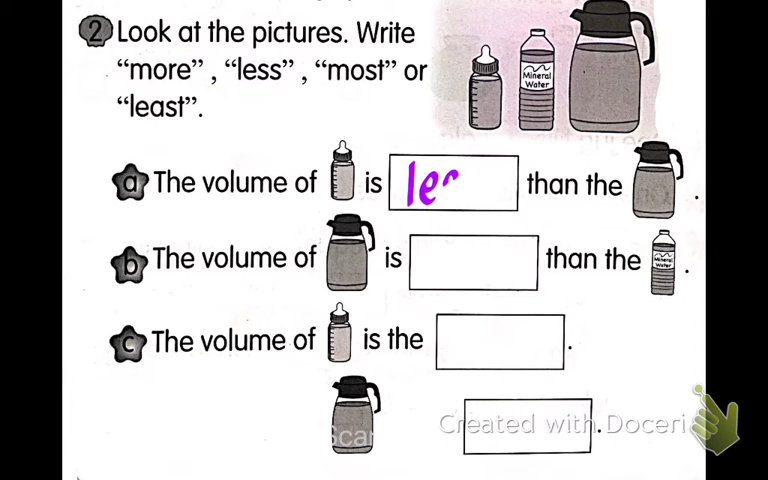 2 Look at the pictures. Write
“more” , “less” , “most” or
“least”.
Mineral
Water
a The volume of is les than the .
b The volume of is than the .
Mineral
Water
c The volume of is the .
.
Created with Doceri